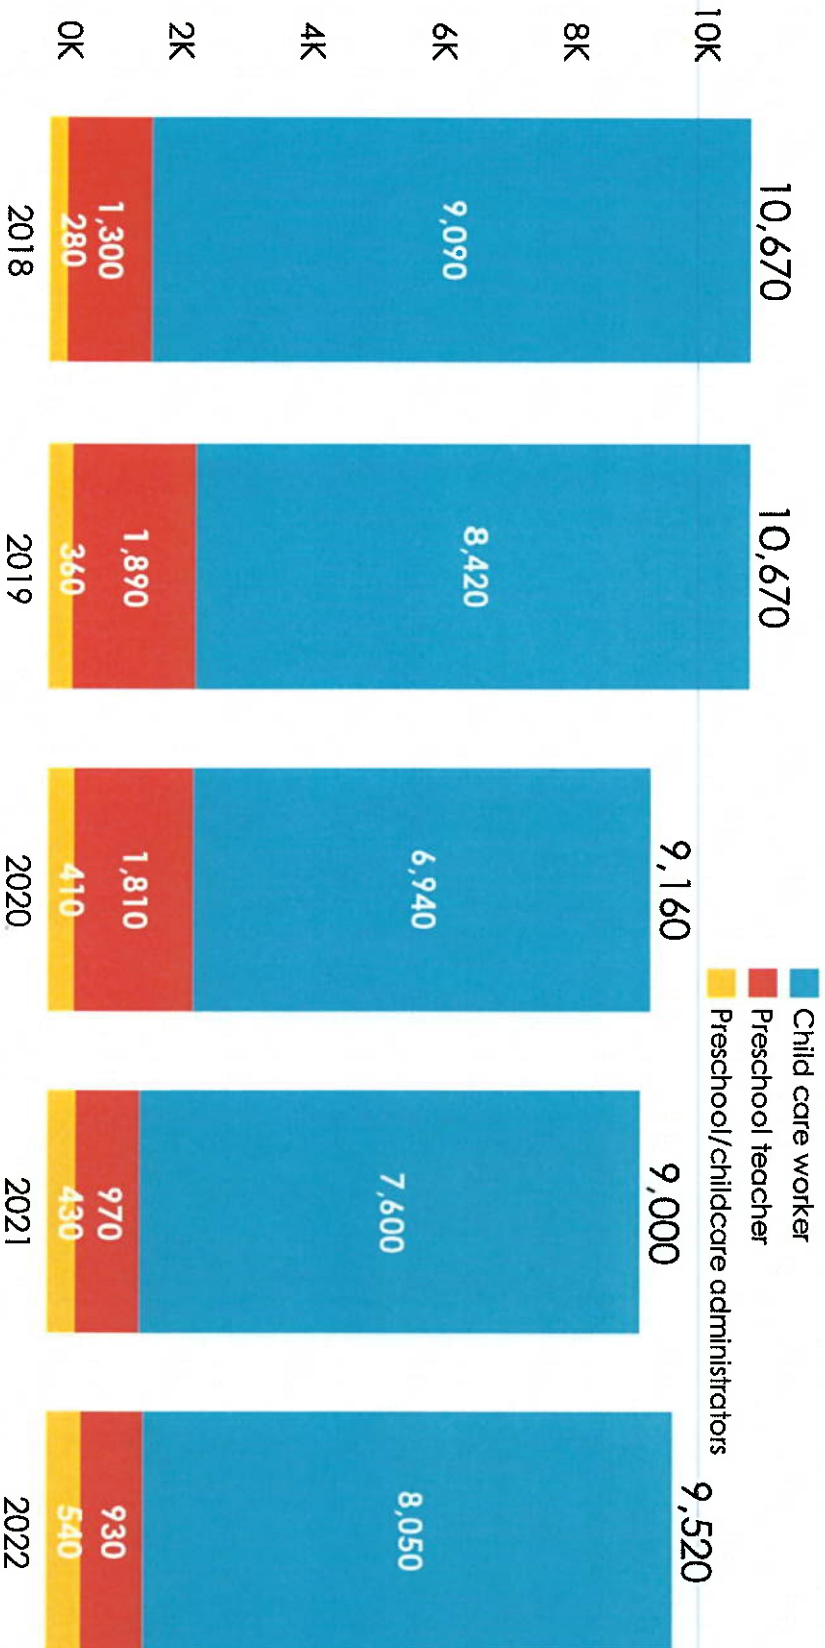 Child care worker
Preschool teacher
Preschool/childcare administrators
10K
8K
6K
4K
2K
0K
10,670
9,090
1,300
280
2018
10,670
8,420
1,890
360
2019
9,160
6,940
1,810
410
2020
9,000
7,600
970
430
2021
9,520
8,050
930
540
2022